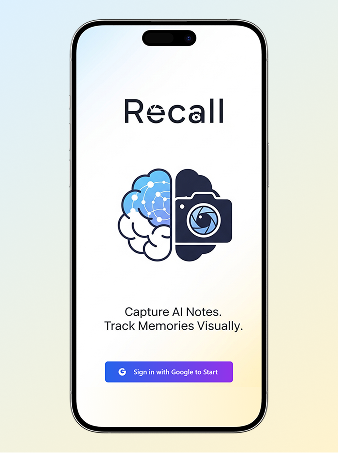 Recall
Capture AI Notes.
Track Memories Visually.
G Sign in with Google to Start